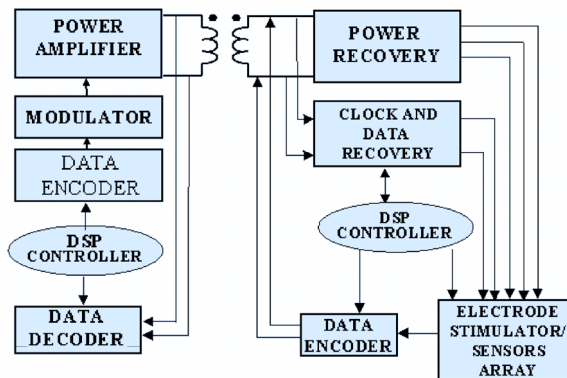 POWER
AMPLIFIER
MODULATOR
DATA
ENCODER
DSP
CONTROLLER
DATA
DECODER
POWER
RECOVERY
CLOCK AND
DATA
RECOVERY
DSP
CONTROLLER
DATA
ENCODER
ELECTRODE
STIMULATOR/
SENSORS
ARRAY